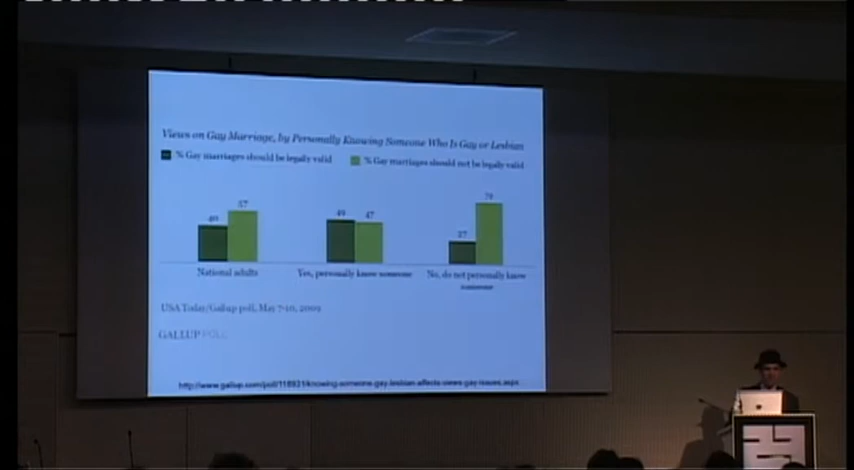 Views on Gay Marriage, by Personally Knowing Someone Who Is Gay or Lesbian
% Gay marriages should be legally valid % Gay marriages should not be legally valid
40 57 49 47 27 72
National adults Yes, personally know someone No, do not personally know
someone
USA Today/Gallup poll, May 7-10, 2009
GALLUP POLL